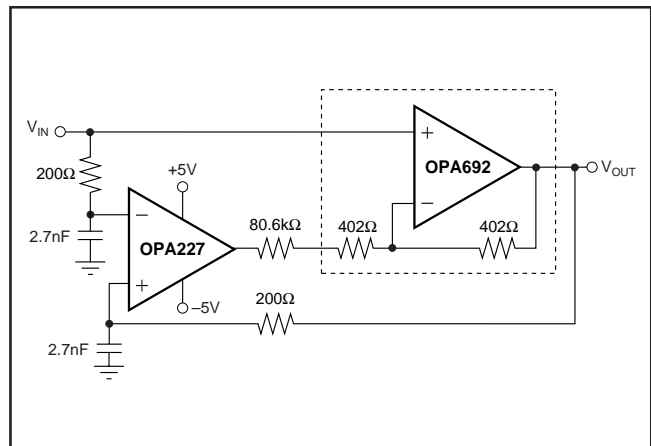 V_IN
+5V
200Ω
−
OPA227
+
−5V
2.7nF
2.7nF
80.6kΩ
402Ω
402Ω
+
OPA692
−
V_OUT
200Ω